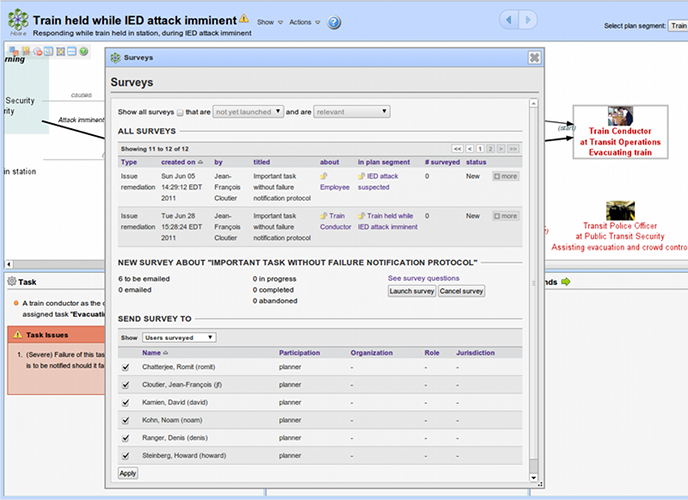 Train held while IED attack imminent
Show
Actions
Home
Responding while train held in station, during IED attack imminent
Select plan segment: Train
rning
Security
rity
causes
Attack imminent
in station
(start)
Train Conductor
at Transit Operations
Evacuating train
Transit Police Officer
at Public Transit Security
Assisting evacuation and crowd contro
Surveys
Surveys
Show all surveys that are not yet launched and are relevant
ALL SURVEYS
Showing 11 to 12 of 12
<< < 1 2 > >>
Type created on by titled about in plan segment # surveyed status
Issue remediation Sun Jun 05 14:29:12 EDT 2011 Jean-François Cloutier Important task without failure notification protocol Employee IED attack suspected 0 New more
Issue remediation Tue Jun 28 15:28:24 EDT 2011 Jean-François Cloutier Important task without failure notification protocol Train Conductor Train held while IED attack imminent 0 New more
NEW SURVEY ABOUT "IMPORTANT TASK WITHOUT FAILURE NOTIFICATION PROTOCOL"
6 to be emailed 0 in progress See survey questions
0 emailed 0 completed Launch survey Cancel survey
0 abandoned
SEND SURVEY TO
Show Users surveyed
Name Participation Organization Role Jurisdiction
Chatterjee, Romit (romit) planner - - -
Cloutier, Jean-François (jf) planner - - -
Kamien, David (david) planner - - -
Kohn, Noam (noam) planner - - -
Ranger, Denis (denis) planner - - -
Steinberg, Howard (howard) planner - - -
Apply
Task
A train conductor as the
assigned task "Evacuati
Task Issues
1. (Severe) Failure of this tas
is to be notified should it fa
nds